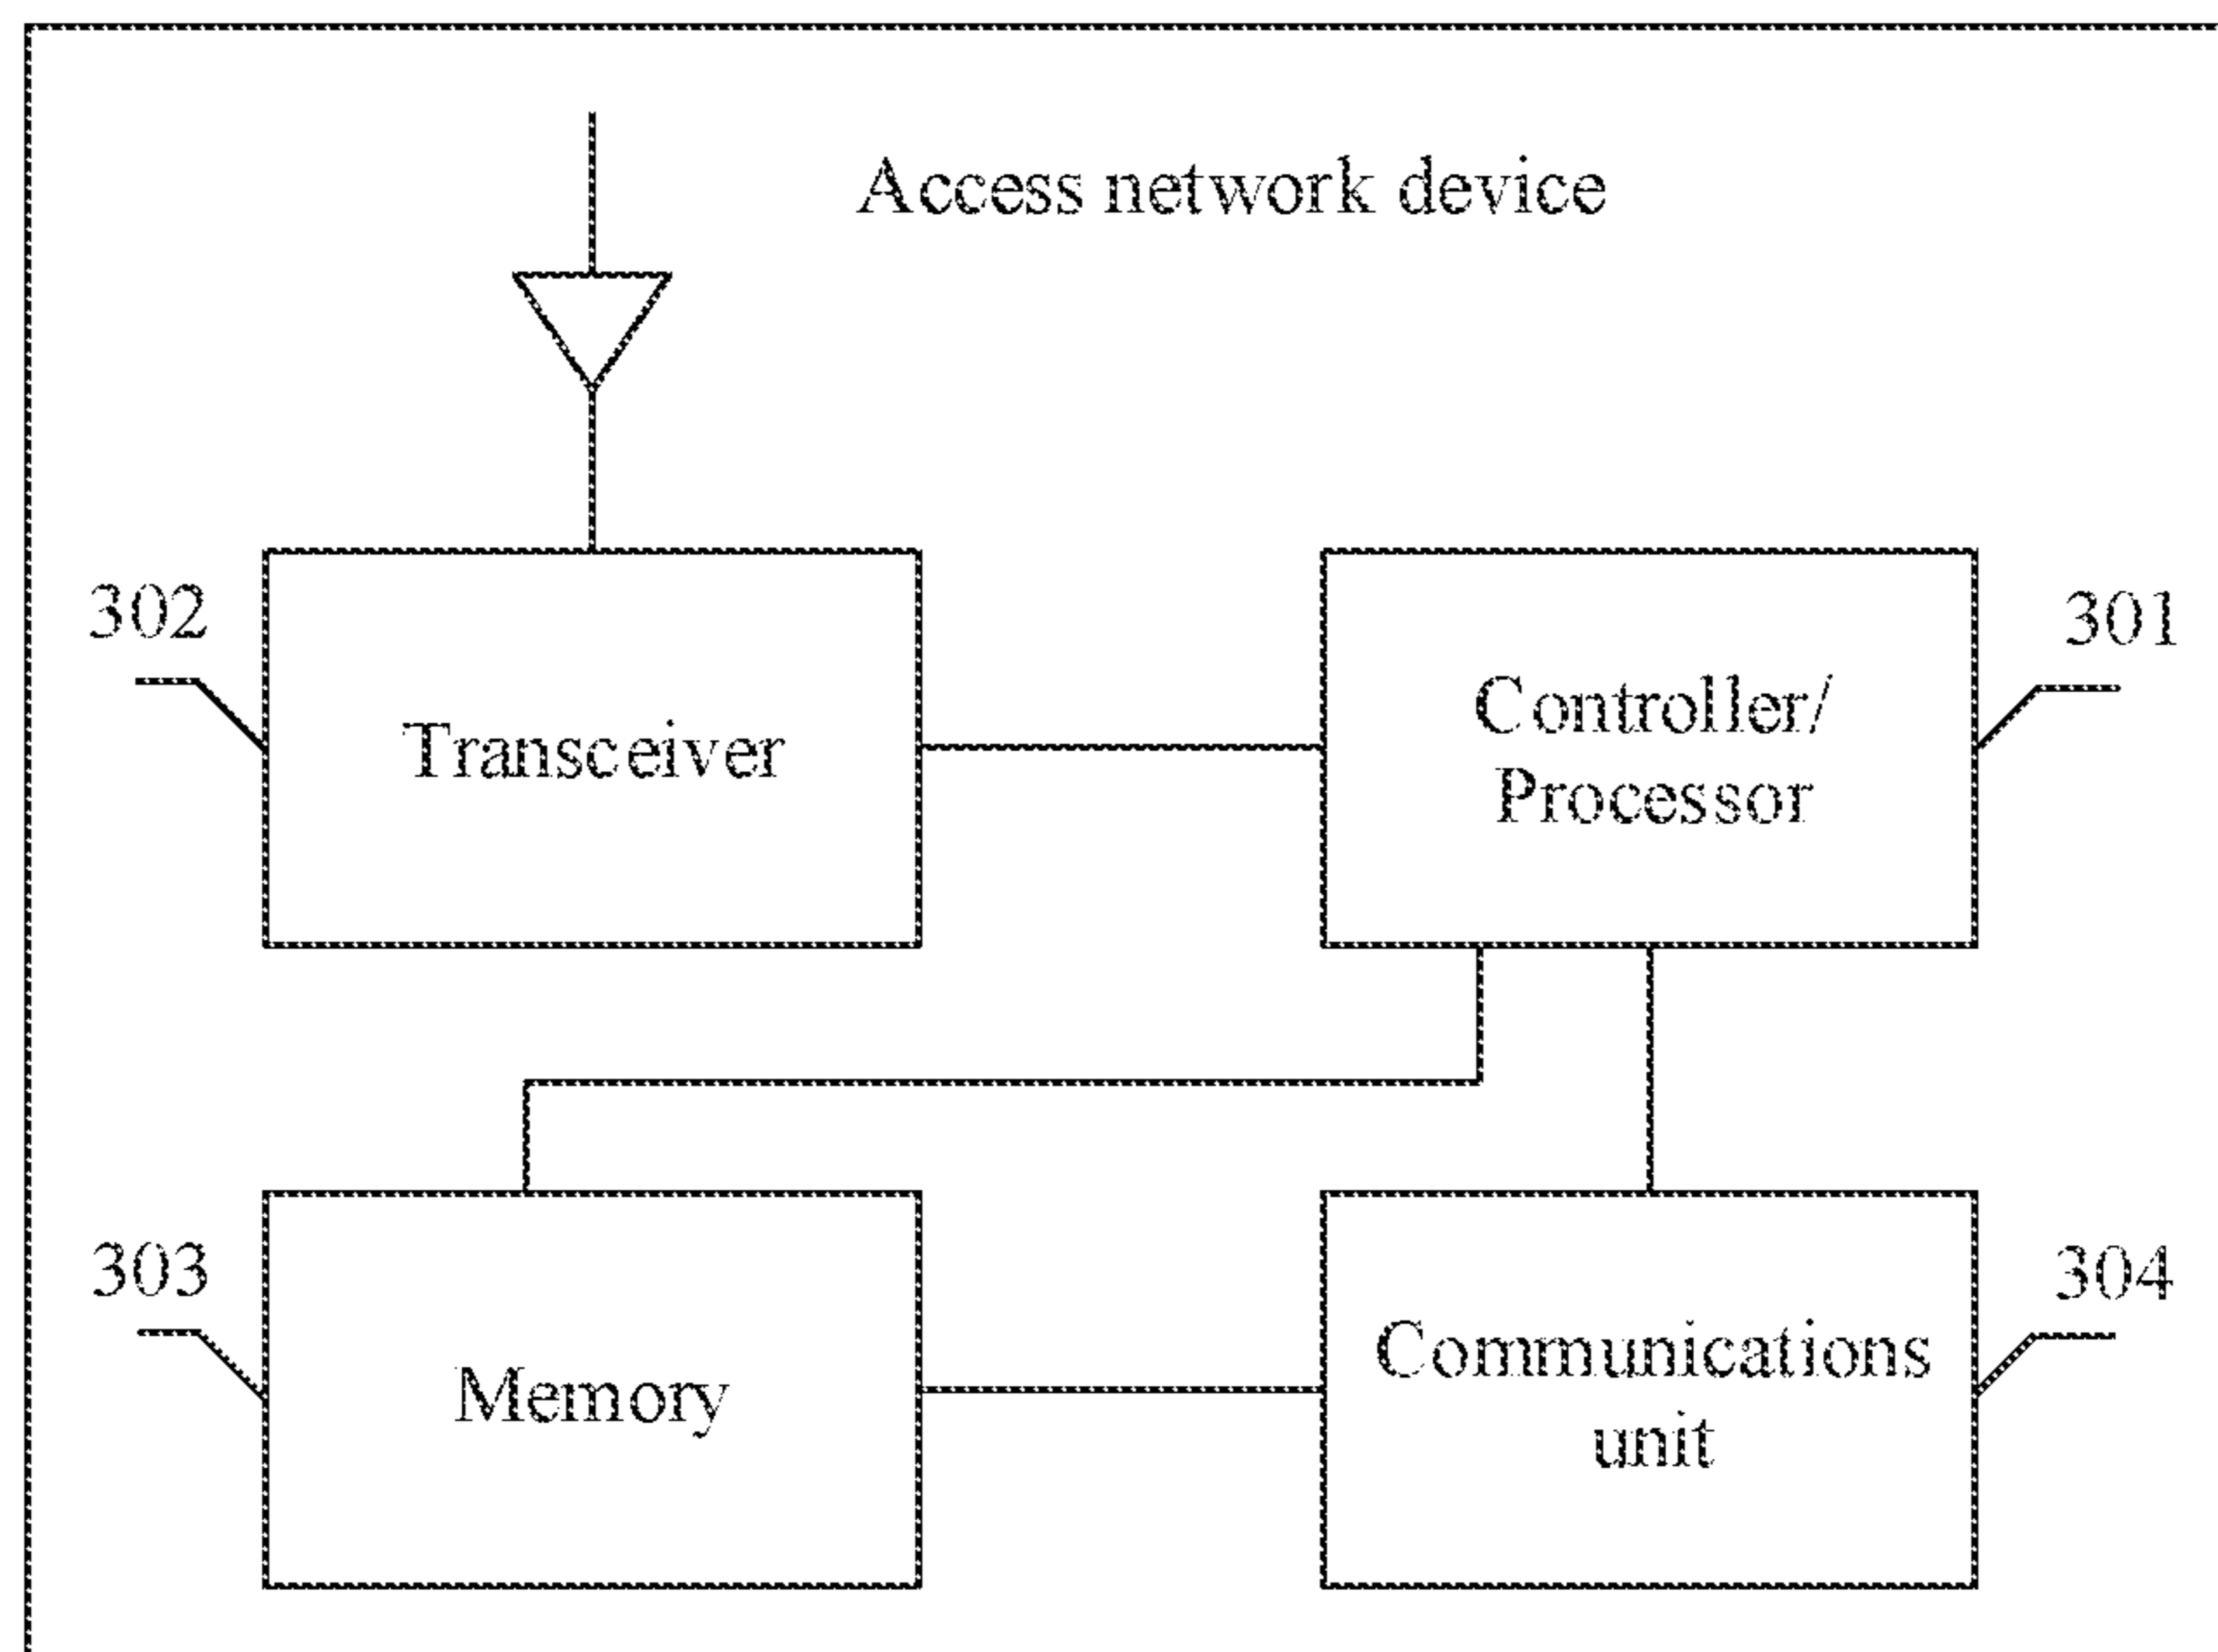 Access network device
302
301
Transceiver
Controller/
Processor
303
304
Memory
Communications
unit